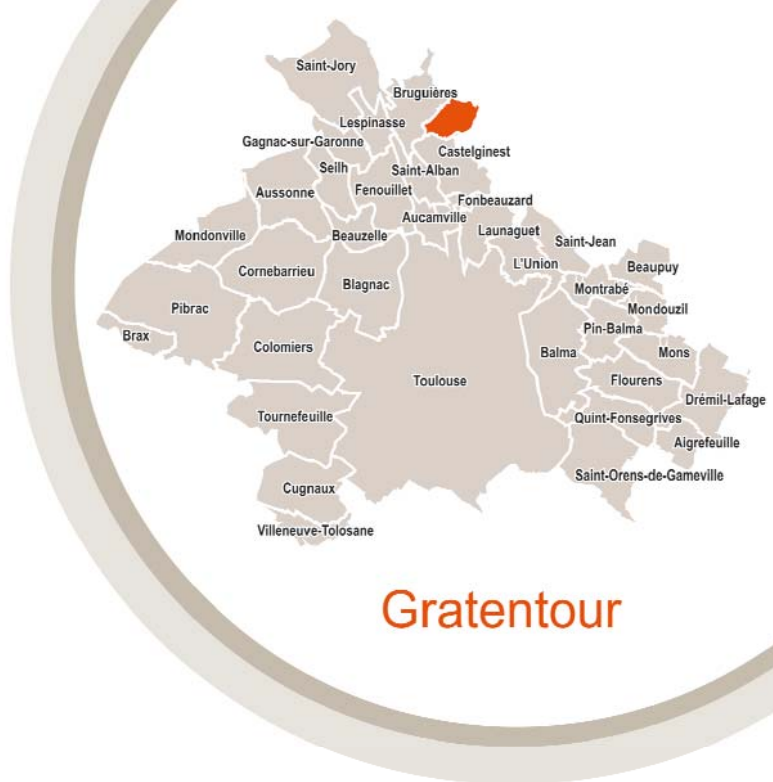 Saint-Jory
Bruguières
Lespinasse
Gagnac-sur-Garonne
Castelginest
Seilh
Saint-Alban
Aussonne
Fenouillet
Fonbeauzard
Aucamville
Launaguet
Mondonville
Beauzelle
Saint-Jean
L'Union
Beaupuy
Cornebarrieu
Blagnac
Montrabé
Pibrac
Mondouzil
Pin-Balma
Brax
Colomiers
Balma
Mons
Toulouse
Flourens
Drémil-Lafage
Tournefeuille
Quint-Fonsegrives
Aigrefeuille
Saint-Orens-de-Gameville
Cugnaux
Villeneuve-Tolosane
Gratentour